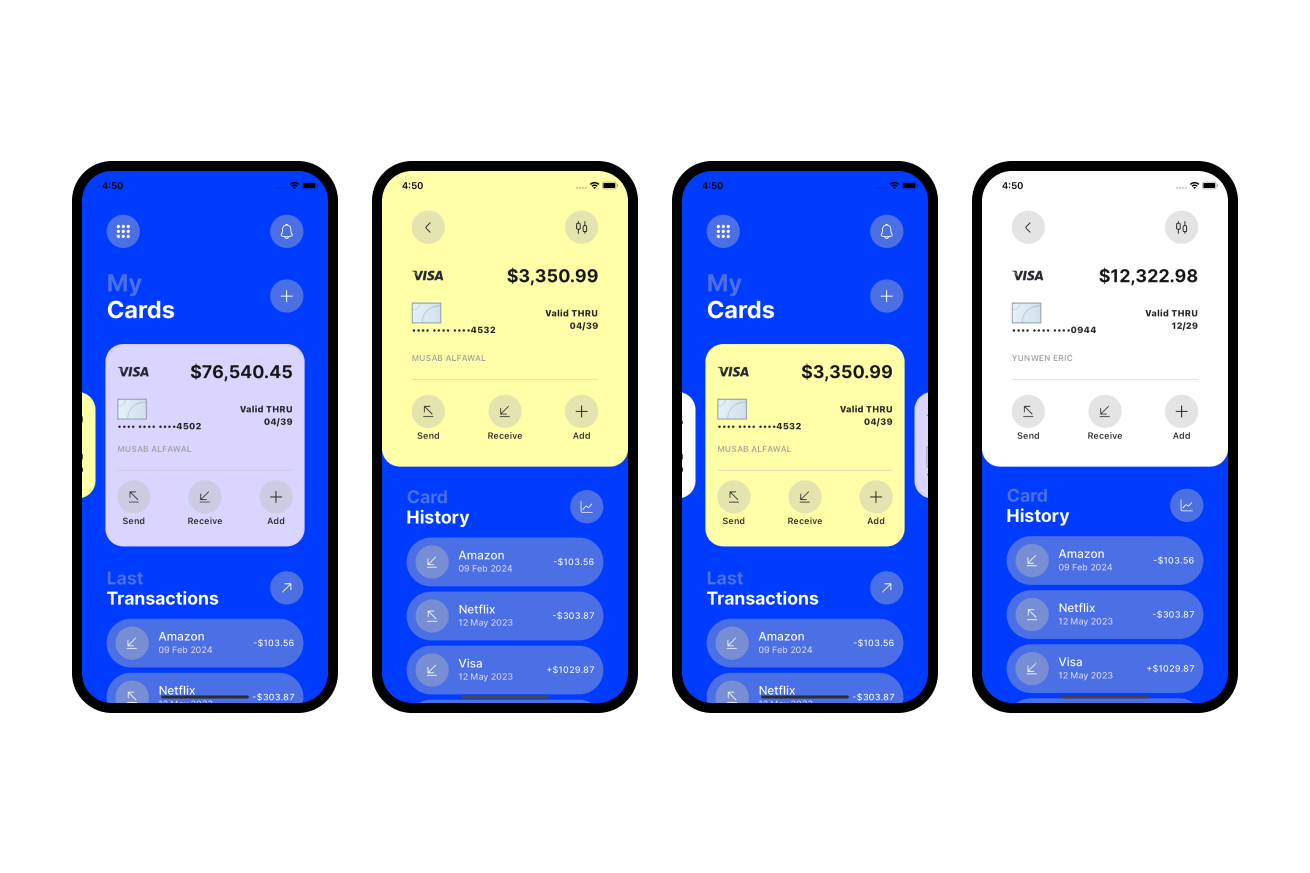 4:50
My
Cards
VISA $76,540.45
Valid THRU
04/39
•••• •••• ••••4502
MUSAB ALFAWAL
Send Receive Add
Last
Transactions
Amazon
09 Feb 2024
-$103.56
Netflix
12 May 2023
-$303.87
4:50
VISA $3,350.99
Valid THRU
04/39
•••• •••• ••••4532
MUSAB ALFAWAL
Send Receive Add
Card
History
Amazon
09 Feb 2024
-$103.56
Netflix
12 May 2023
-$303.87
Visa
12 May 2023
+$1029.87
4:50
My
Cards
VISA $3,350.99
Valid THRU
04/39
•••• •••• ••••4532
MUSAB ALFAWAL
Send Receive Add
Last
Transactions
Amazon
09 Feb 2024
-$103.56
Netflix
12 May 2023
-$303.87
4:50
VISA $12,322.98
Valid THRU
12/29
•••• •••• ••••0944
YUNWEN ERIC
Send Receive Add
Card
History
Amazon
09 Feb 2024
-$103.56
Netflix
12 May 2023
-$303.87
Visa
12 May 2023
+$1029.87